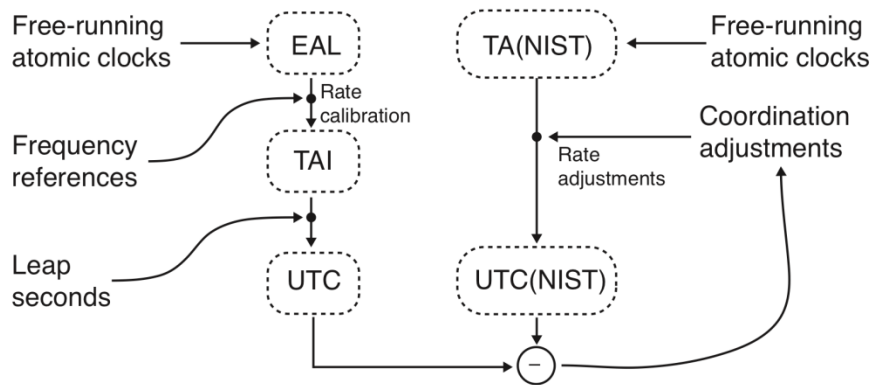 Free-running
atomic clocks
EAL
TA(NIST)
Free-running
atomic clocks
Rate
calibration
Frequency
references
TAI
Rate
adjustments
Coordination
adjustments
Leap
seconds
UTC
UTC(NIST)
−